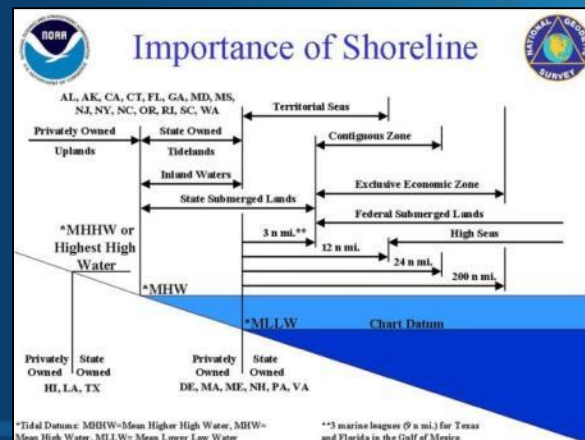 NOAA
Importance of Shoreline
NATIONAL GEODETIC
SURVEY
AL, AK, CA, CT, FL, GA, MD, MS,
NJ, NY, NC, OR, RI, SC, WA
Territorial Seas
Privately Owned
State Owned
Contiguous Zone
Uplands
Tidelands
Inland Waters
Exclusive Economic Zone
State Submerged Lands
Federal Submerged Lands
*MHHW or
Highest High
Water
3 n mi.**
High Seas
12 n mi.
24 n mi.
200 n mi.
*MHW
*MLLW
Chart Datum
Privately
Owned
State
Owned
Privately
Owned
State
Owned
HI, LA, TX
DE, MA, ME, NH, PA, VA
*Tidal Datums: MHHW=Mean Higher High Water, MHW=
Mean High Water, MLLW= Mean Lower Low Water
**3 marine leagues (9 n mi.) for Texas
and Florida in the Gulf of Mexico